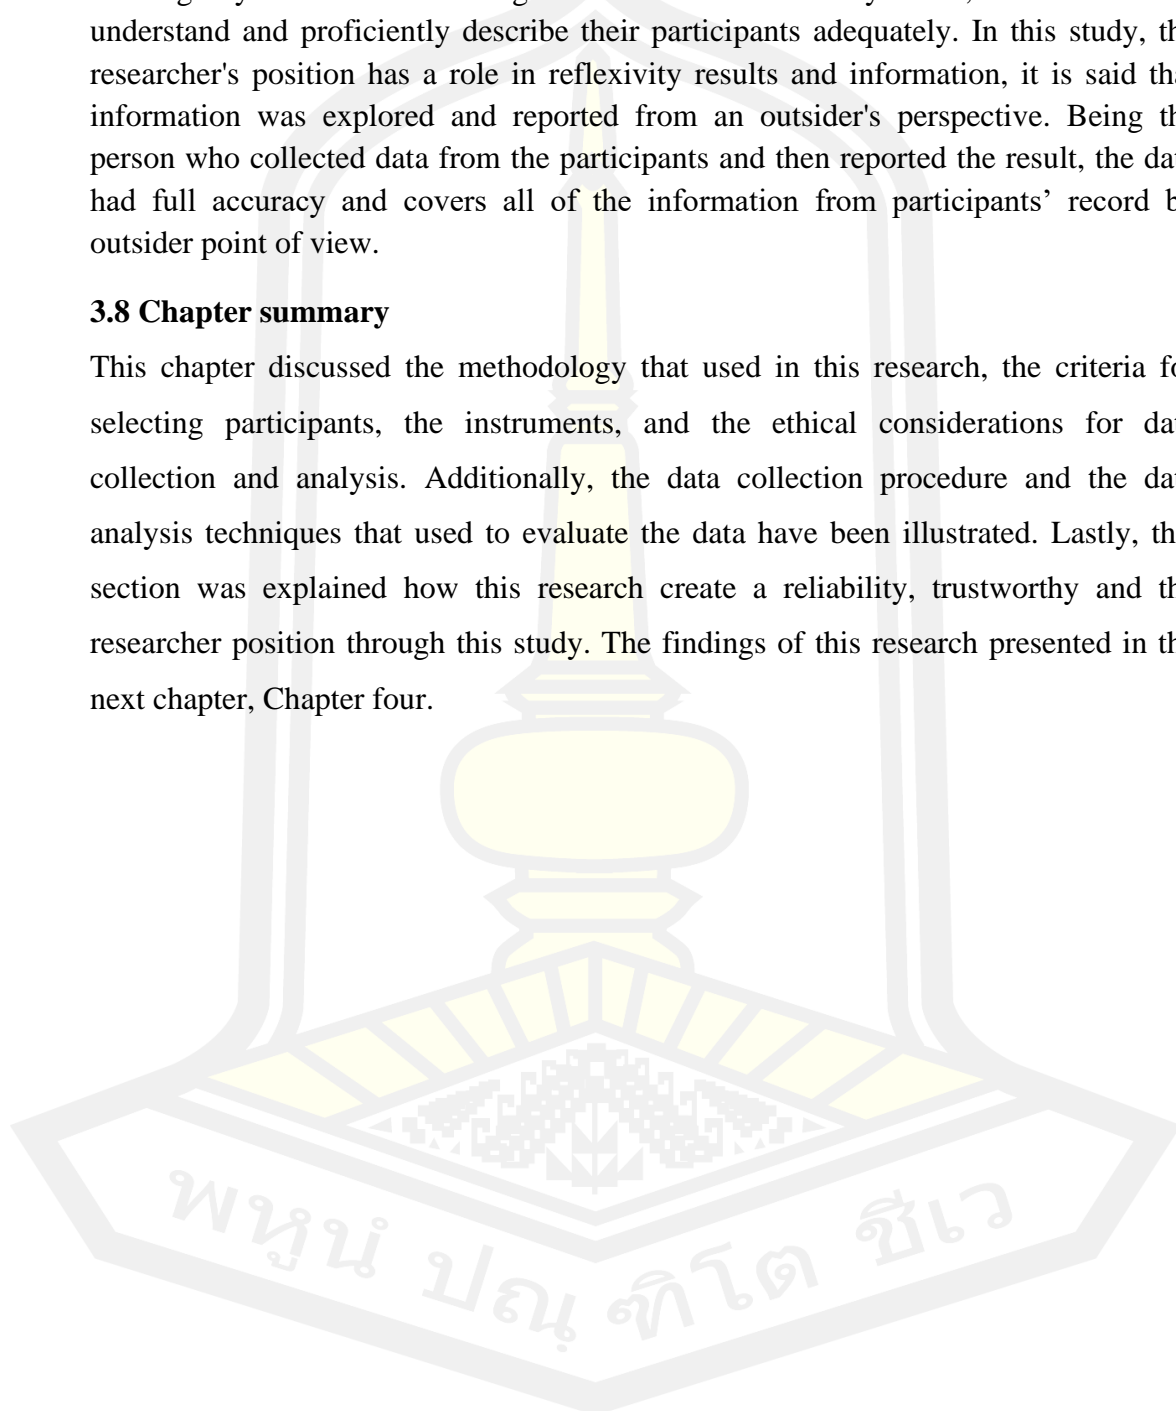 understand and proficiently describe their participants adequately. In this study, th
researcher's position has a role in reflexivity results and information, it is said tha
information was explored and reported from an outsider's perspective. Being th
person who collected data from the participants and then reported the result, the dat
had full accuracy and covers all of the information from participants’ record b
outsider point of view.
3.8 Chapter summary
This chapter discussed the methodology that used in this research, the criteria fo
selecting participants, the instruments, and the ethical considerations for dat
collection and analysis. Additionally, the data collection procedure and the dat
analysis techniques that used to evaluate the data have been illustrated. Lastly, th
section was explained how this research create a reliability, trustworthy and th
researcher position through this study. The findings of this research presented in th
next chapter, Chapter four.
พหูนํ ปณฺ ฑิโต ชีเว